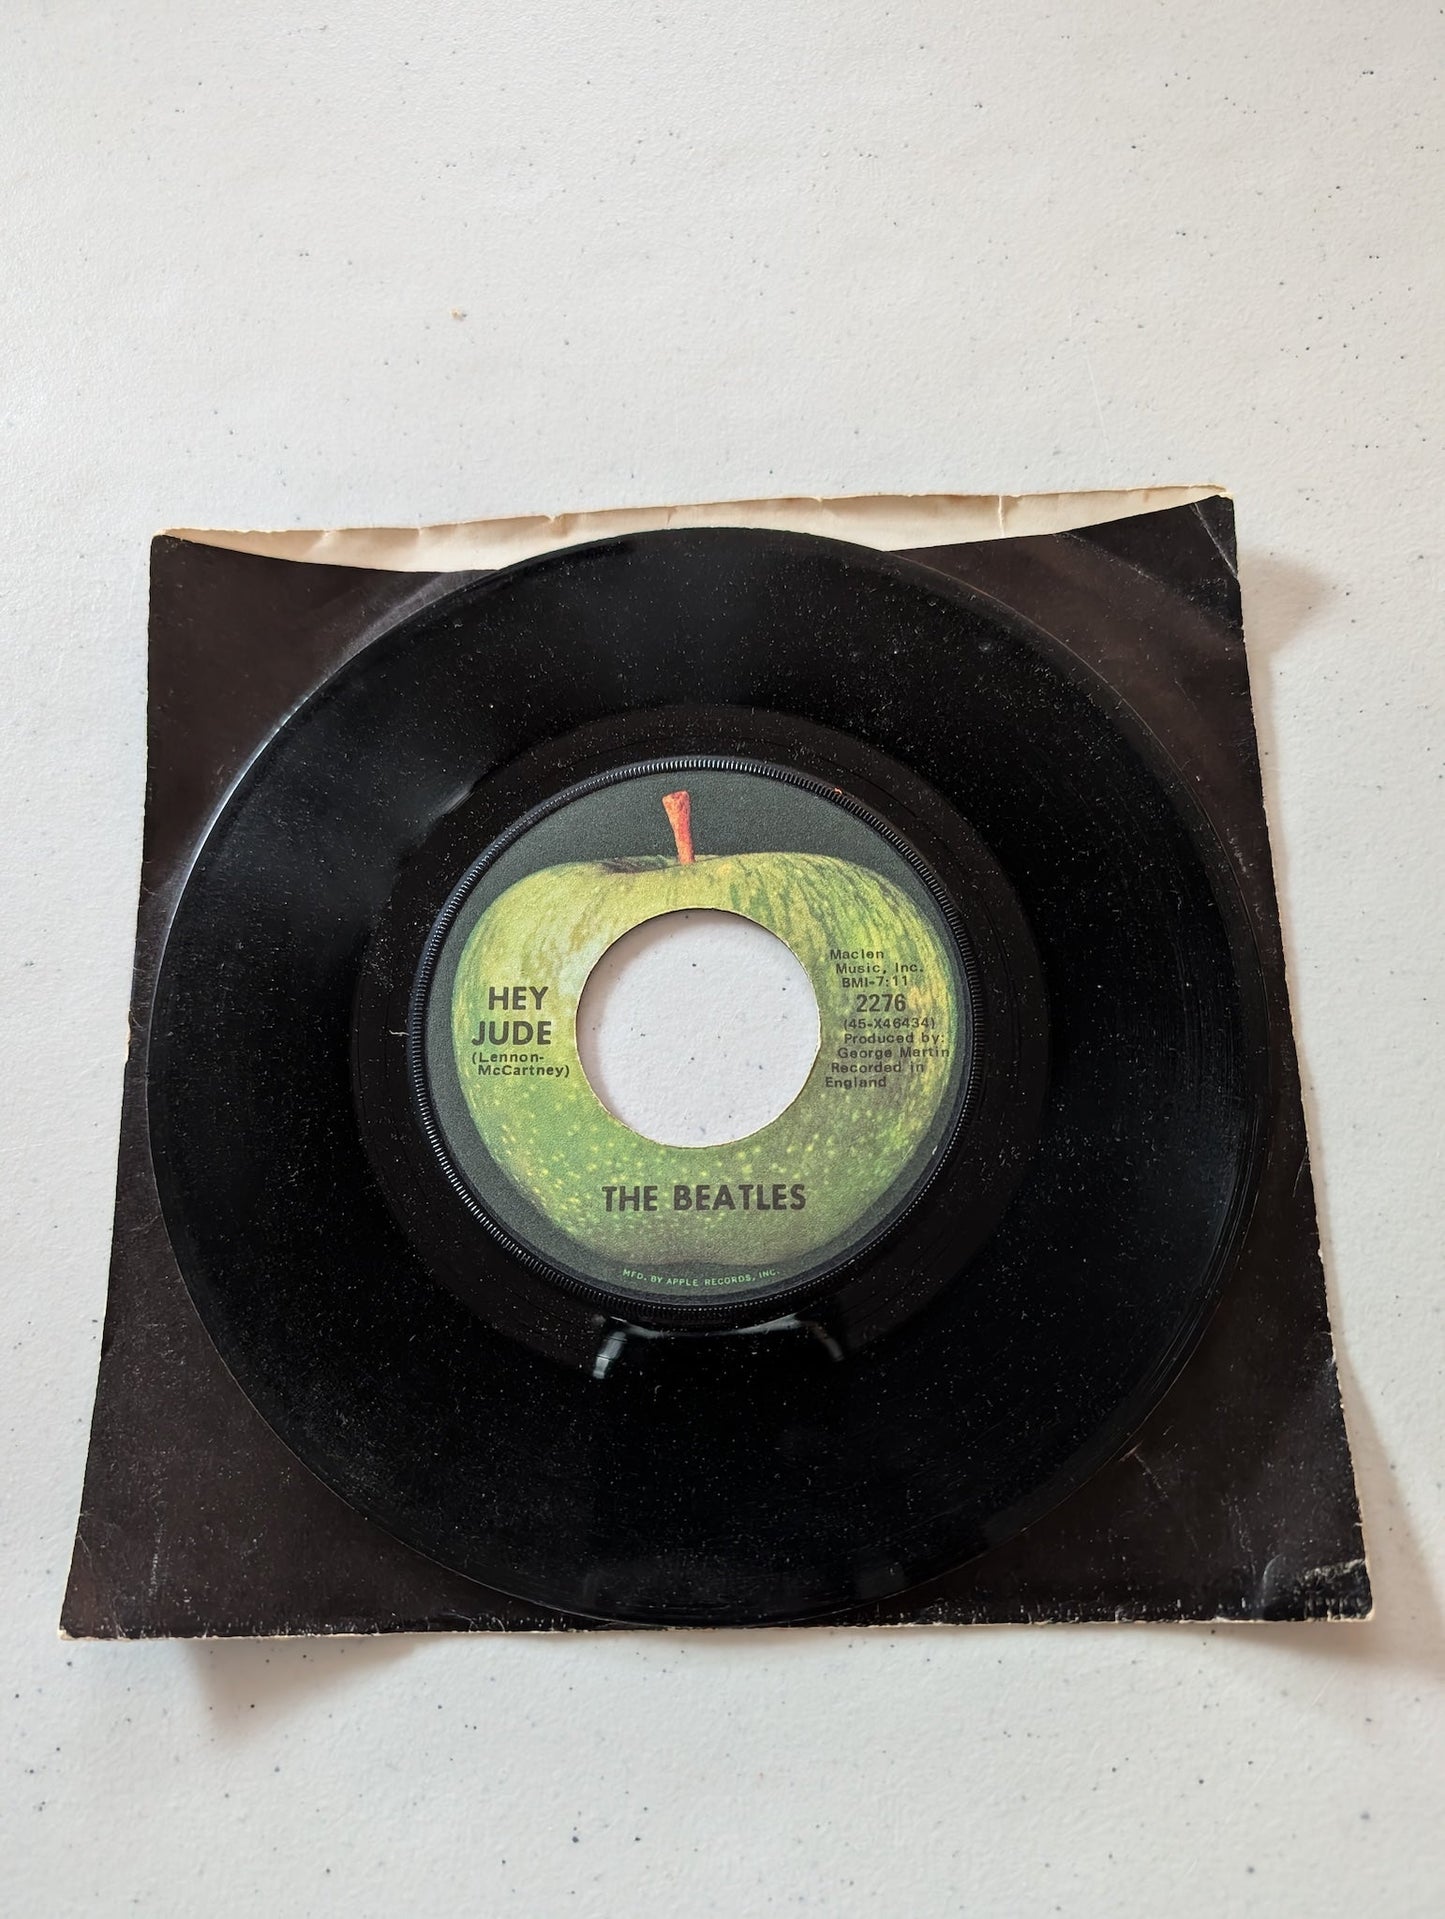 HEY
JUDE
(Lennon-
McCartney)
Maclen
Music, Inc.
BMI-7:11
2276
(45-X46434)
Produced by:
George Martin
Recorded in
England
THE BEATLES
MFD. BY APPLE RECORDS, INC.